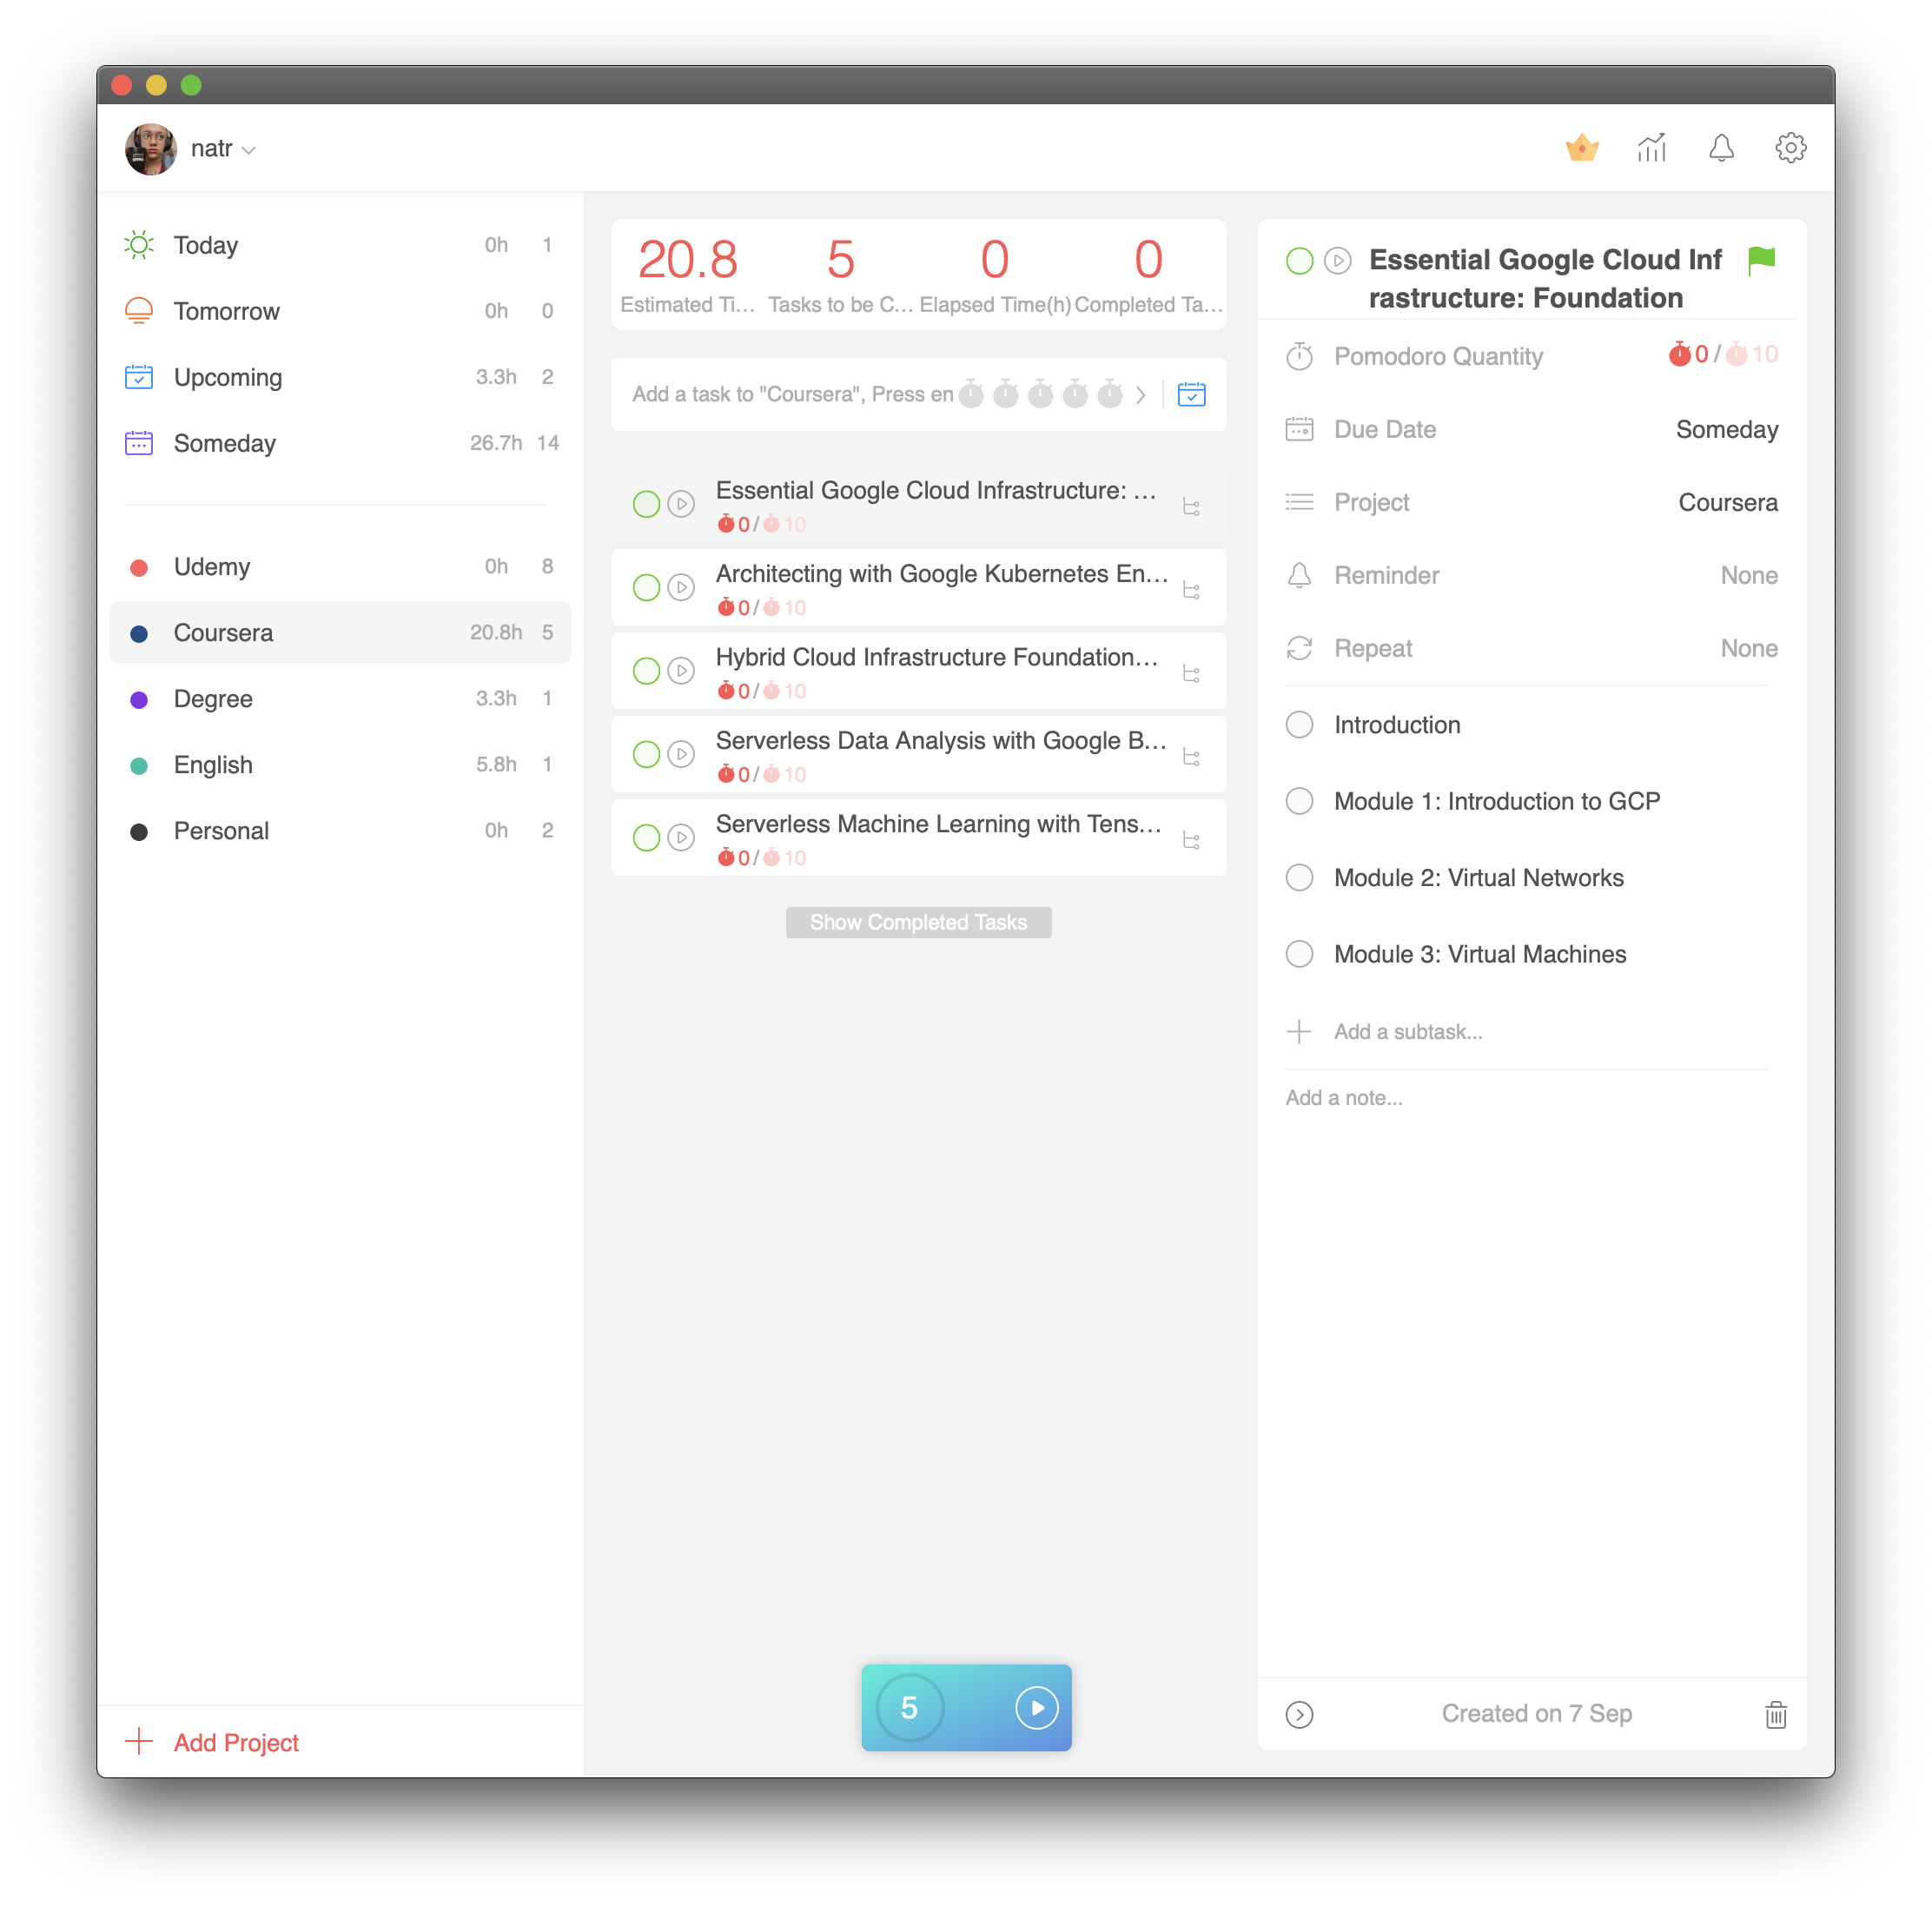 natr
Today 0h 1
Tomorrow 0h 0
Upcoming 3.3h 2
Someday 26.7h 14
Udemy 0h 8
Coursera 20.8h 5
Degree 3.3h 1
English 5.8h 1
Personal 0h 2
Add Project
20.8 5 0 0
Estimated Ti... Tasks to be C... Elapsed Time(h) Completed Ta...
Add a task to "Coursera", Press en
Essential Google Cloud Infrastructure: ...
0/10
Architecting with Google Kubernetes En...
0/10
Hybrid Cloud Infrastructure Foundation...
0/10
Serverless Data Analysis with Google B...
0/10
Serverless Machine Learning with Tens...
0/10
Show Completed Tasks
5
Essential Google Cloud Inf
rastructure: Foundation
Pomodoro Quantity 0/10
Due Date Someday
Project Coursera
Reminder None
Repeat None
Introduction
Module 1: Introduction to GCP
Module 2: Virtual Networks
Module 3: Virtual Machines
Add a subtask...
Add a note...
Created on 7 Sep